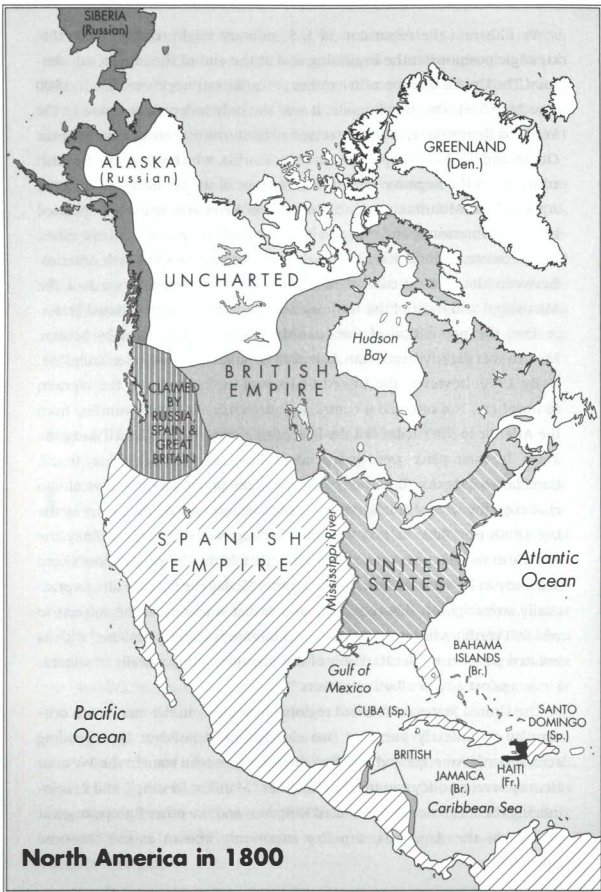 SIBERIA
(Russian)
GREENLAND
(Den.)
ALASKA
(Russian)
UNCHARTED
Hudson
Bay
BRITISH
EMPIRE
CLAIMED
BY
RUSSIA,
SPAIN &
GREAT
BRITAIN
SPANISH
EMPIRE
Mississippi River
UNITED
STATES
Atlantic
Ocean
BAHAMA
ISLANDS
(Br.)
Gulf of
Mexico
CUBA (Sp.)
SANTO
DOMINGO
(Sp.)
Pacific
Ocean
BRITISH
JAMAICA
(Br.)
HAITI
(Fr.)
Caribbean Sea
North America in 1800